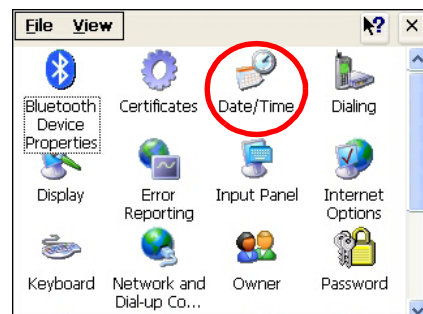 File View
Bluetooth Device Properties
Certificates
Date/Time
Dialing
Display
Error Reporting
Input Panel
Internet Options
Keyboard
Network and Dial-up Co...
Owner
Password